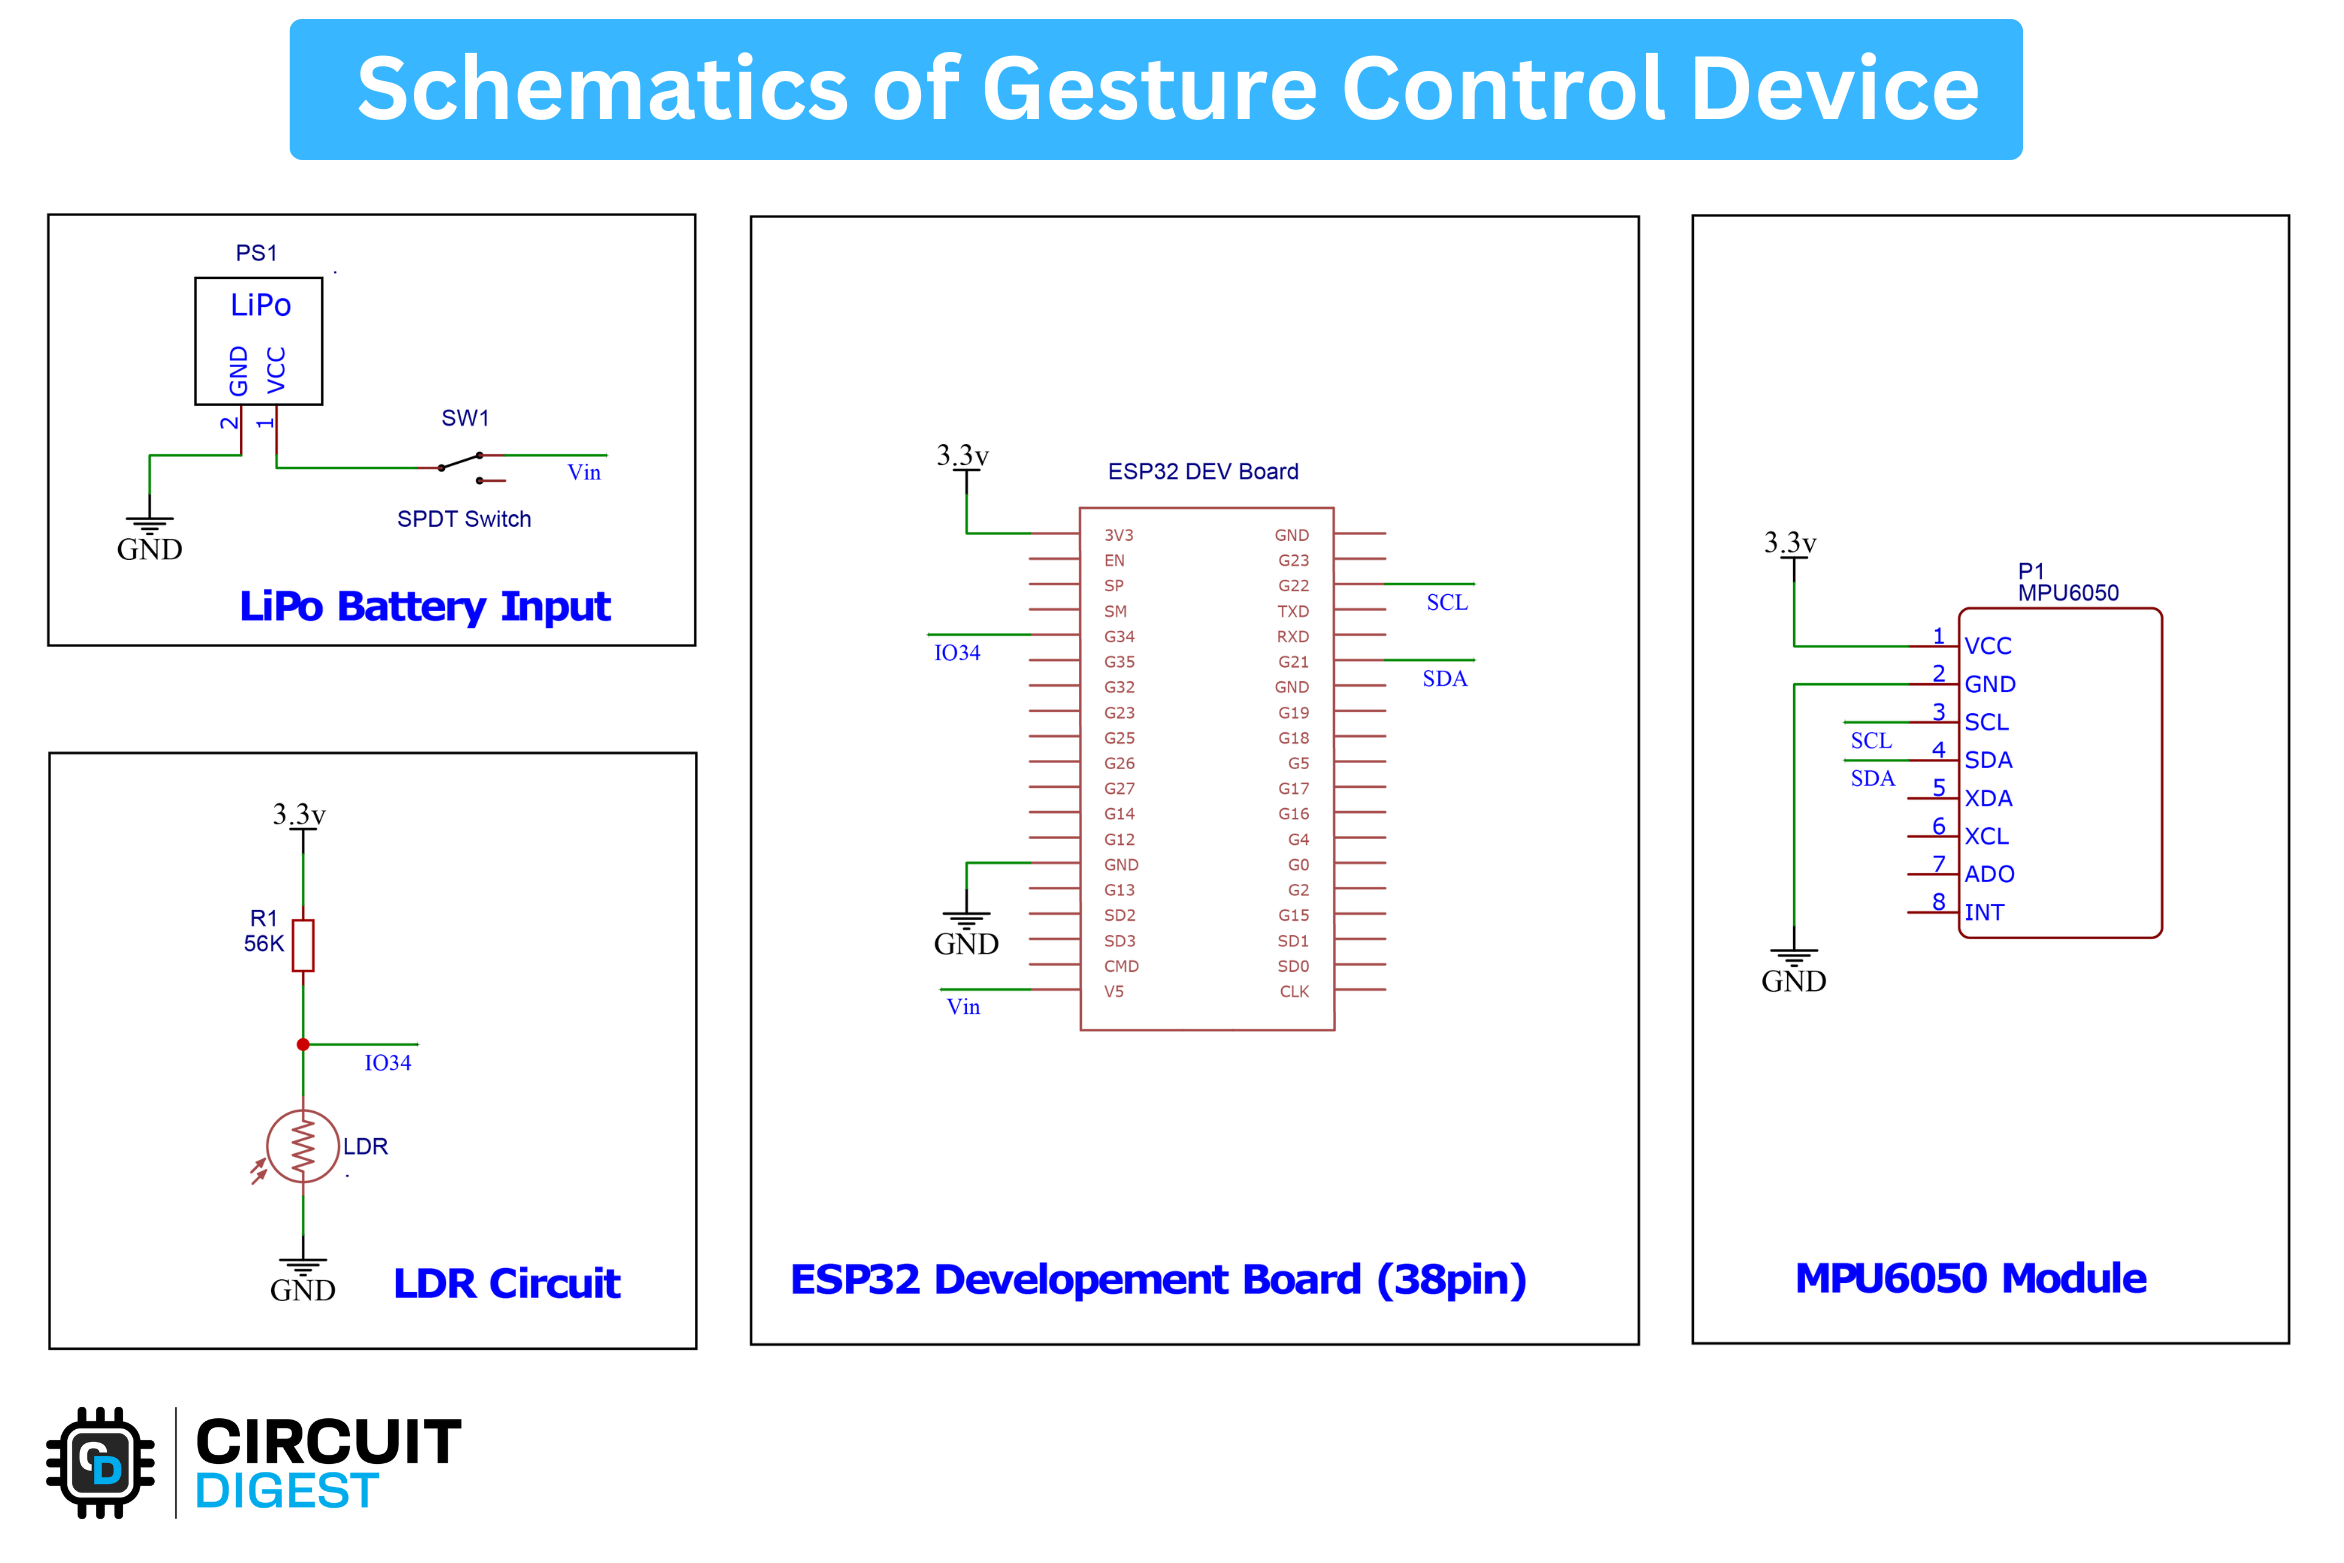 Schematics of Gesture Control Device
PS1
LiPo
GND
VCC
2
1
SW1
Vin
SPDT Switch
GND
LiPo Battery Input
3.3v
R1
56K
IO34
LDR
GND
LDR Circuit
3.3v
ESP32 DEV Board
3V3
EN
SP
SM
G34
G35
G32
G23
G25
G26
G27
G14
G12
GND
G13
SD2
SD3
CMD
V5
GND
G23
G22
TXD
RXD
G21
GND
G19
G18
G5
G17
G16
G4
G0
G2
G15
SD1
SD0
CLK
IO34
GND
Vin
SCL
SDA
ESP32 Developement Board (38pin)
3.3v
P1
MPU6050
1 VCC
2 GND
3 SCL
4 SDA
5 XDA
6 XCL
7 ADO
8 INT
SCL
SDA
GND
MPU6050 Module
CD
CIRCUIT
DIGEST